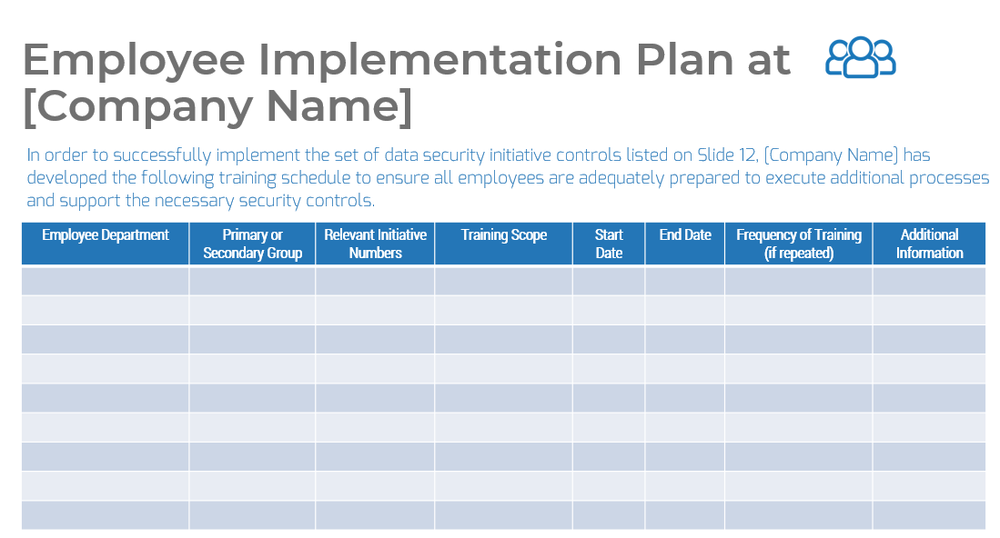 Employee Implementation Plan at
[Company Name]
In order to successfully implement the set of data security initiative controls listed on Slide 12, [Company Name] has
developed the following training schedule to ensure all employees are adequately prepared to execute additional processes
and support the necessary security controls.
Employee Department
Primary or
Secondary Group
Relevant Initiative
Numbers
Training Scope
Start
Date
End Date
Frequency of Training
(if repeated)
Additional
Information